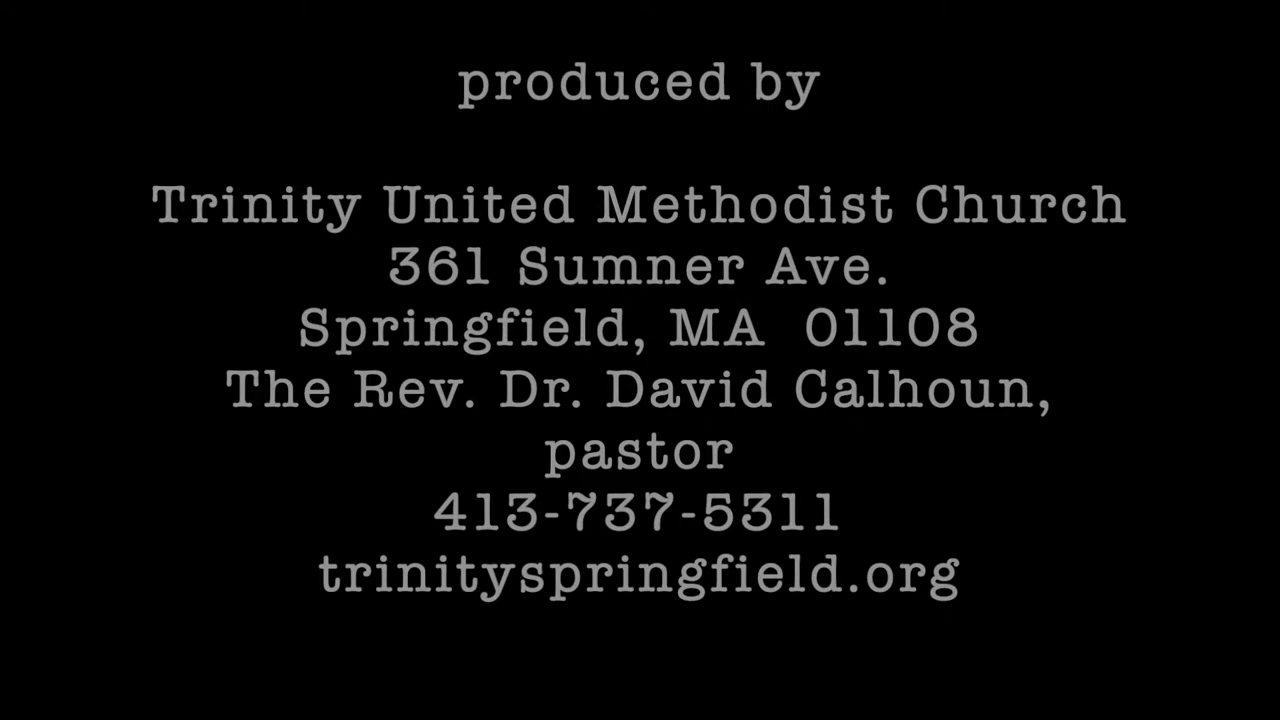 produced by
Trinity United Methodist Church
361 Sumner Ave.
Springfield, MA  01108
The Rev. Dr. David Calhoun,
pastor
413-737-5311
trinityspringfield.org